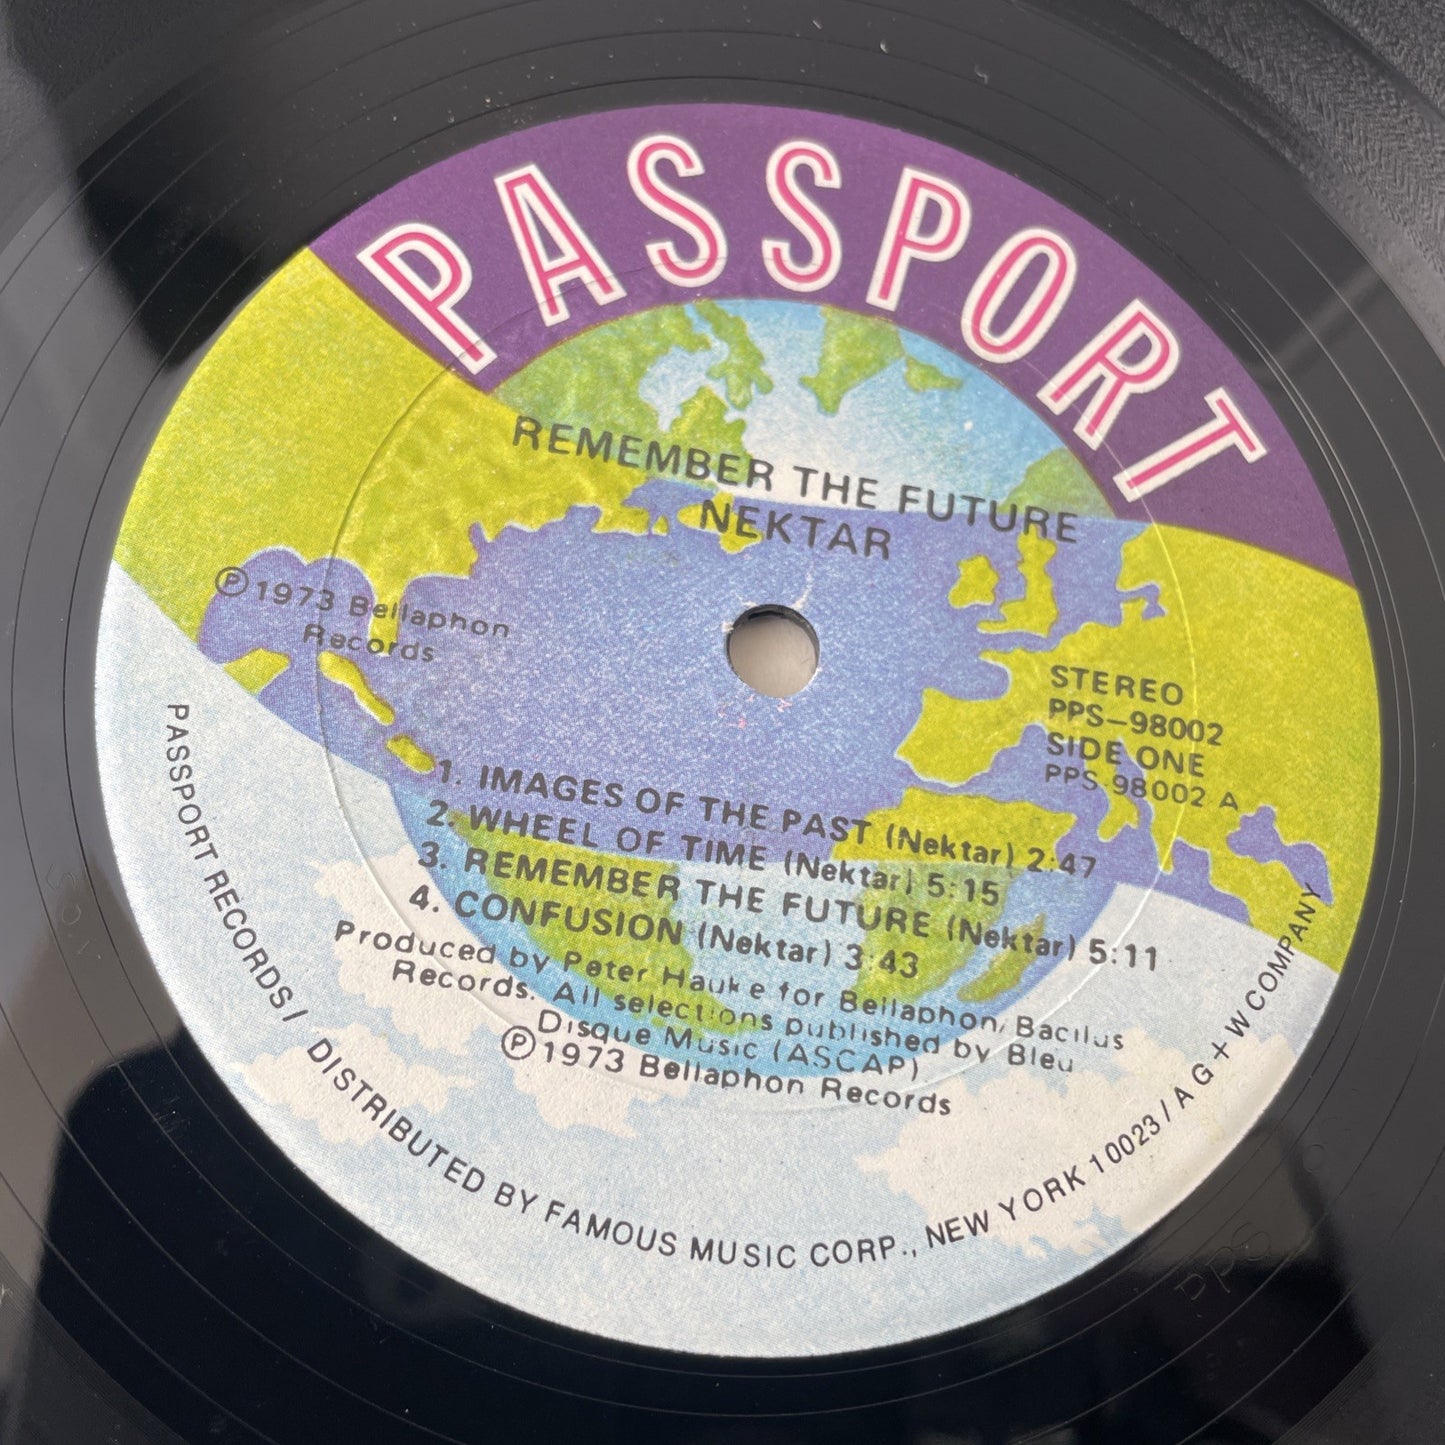 PASSPORT
REMEMBER THE FUTURE
NEKTAR
Ⓟ1973 Bellaphon
Records
STEREO
PPS-98002
SIDE ONE
PPS.98002 A
1. IMAGES OF THE PAST (Nektar) 2:47
2. WHEEL OF TIME (Nektar) 5:15
3. REMEMBER THE FUTURE (Nektar) 5:11
4. CONFUSION (Nektar) 3:43
Produced by Peter Hauke for Bellaphon/Bacilus
Records. All selections published by Bleu
Disque Music (ASCAP)
Ⓟ1973 Bellaphon Records
PASSPORT RECORDS / DISTRIBUTED BY FAMOUS MUSIC CORP., NEW YORK 10023 / A G+W COMPANY